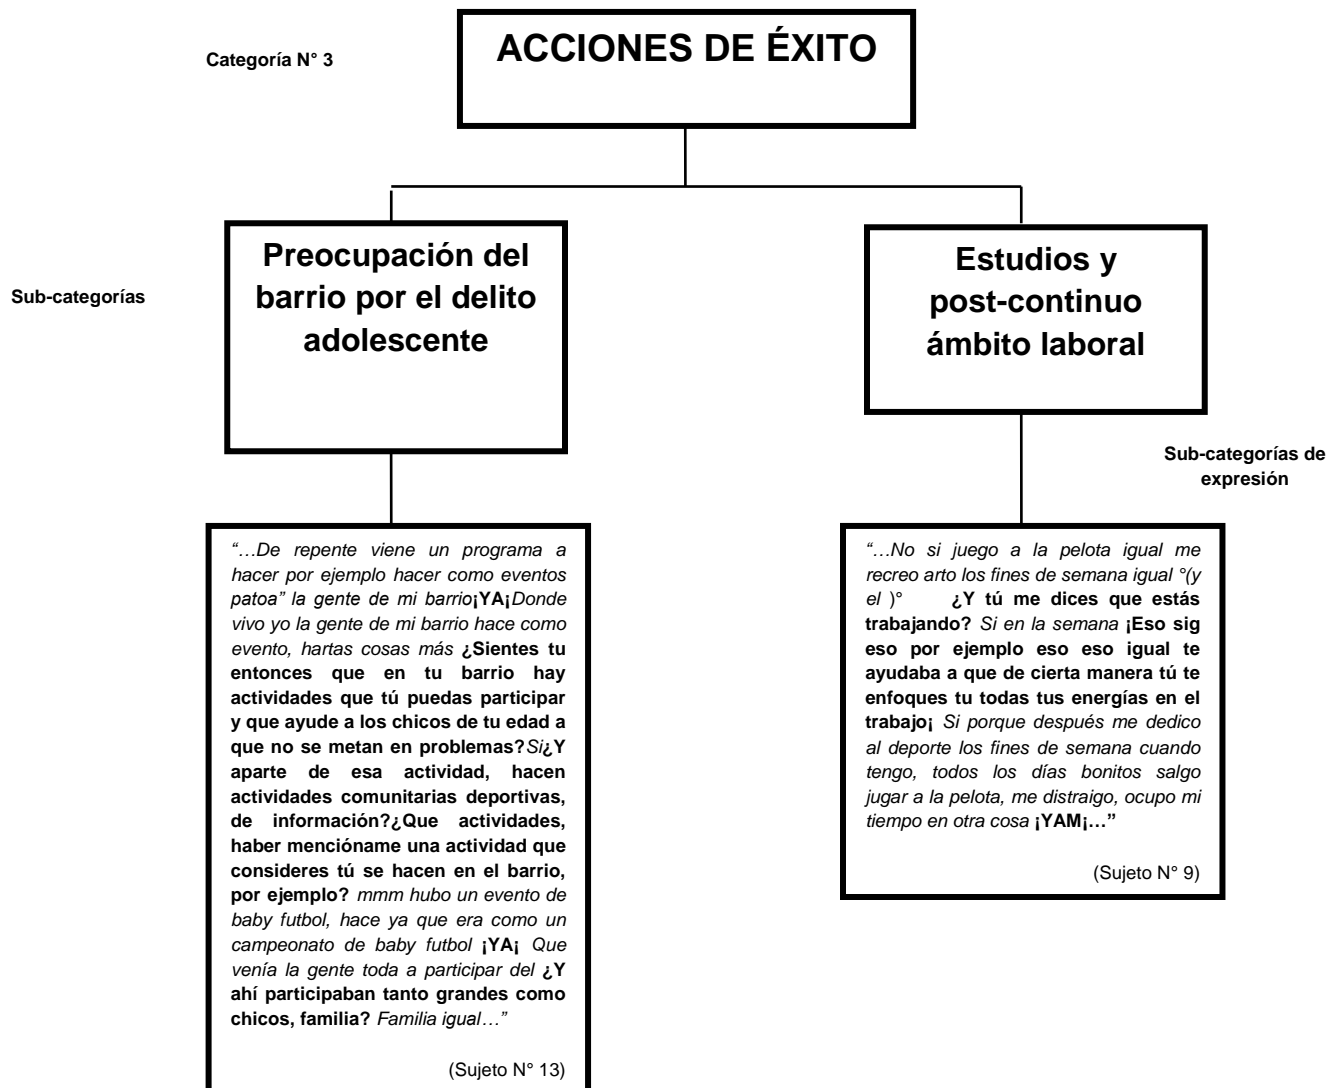 Categoría N° 3
ACCIONES DE ÉXITO
Sub-categorías
Preocupación del
barrio por el delito
adolescente
Estudios y
post-continuo
ámbito laboral
Sub-categorías de
expresión
“…De repente viene un programa a
hacer por ejemplo hacer como eventos
patoa” la gente de mi barrio¡YA¡Donde
vivo yo la gente de mi barrio hace como
evento, hartas cosas más ¿Sientes tu
entonces que en tu barrio hay
actividades que tú puedas participar
y que ayude a los chicos de tu edad a
que no se metan en problemas?Si¿Y
aparte de esa actividad, hacen
actividades comunitarias deportivas,
de información?¿Que actividades,
haber mencióname una actividad que
consideres tú se hacen en el barrio,
por ejemplo? mmm hubo un evento de
baby futbol, hace ya que era como un
campeonato de baby futbol ¡YA¡ Que
venía la gente toda a participar del ¿Y
ahí participaban tanto grandes como
chicos, familia? Familia igual…”
(Sujeto N° 13)
“…No si juego a la pelota igual me
recreo arto los fines de semana igual °(y
el )° ¿Y tú me dices que estás
trabajando? Si en la semana ¡Eso sig
eso por ejemplo eso eso igual te
ayudaba a que de cierta manera tú te
enfoques tu todas tus energías en el
trabajo¡ Si porque después me dedico
al deporte los fines de semana cuando
tengo, todos los días bonitos salgo
jugar a la pelota, me distraigo, ocupo mi
tiempo en otra cosa ¡YAM¡…”
(Sujeto N° 9)